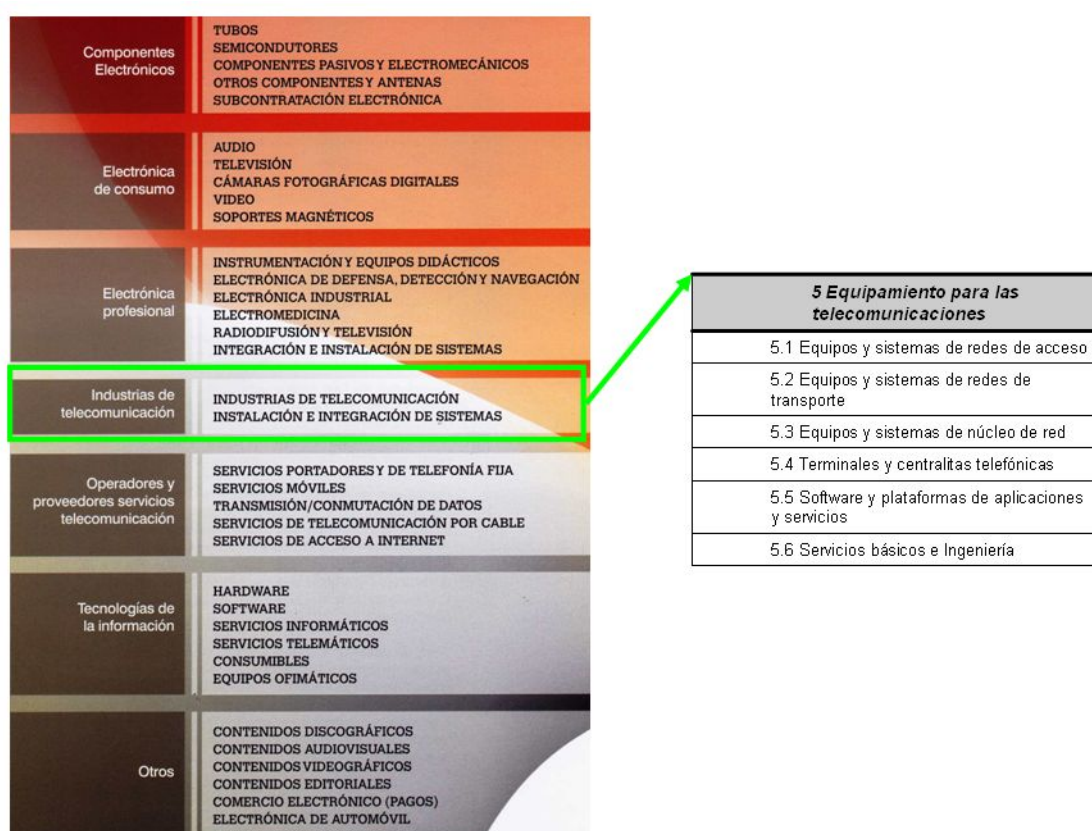 Componentes
Electrónicos
TUBOS
SEMICONDUTORES
COMPONENTES PASIVOS Y ELECTROMECÁNICOS
OTROS COMPONENTES Y ANTENAS
SUBCONTRATACIÓN ELECTRÓNICA
Electrónica
de consumo
AUDIO
TELEVISIÓN
CÁMARAS FOTOGRÁFICAS DIGITALES
VIDEO
SOPORTES MAGNÉTICOS
Electrónica
profesional
INSTRUMENTACIÓN Y EQUIPOS DIDÁCTICOS
ELECTRÓNICA DE DEFENSA, DETECCIÓN Y NAVEGACIÓN
ELECTRÓNICA INDUSTRIAL
ELECTROMEDICINA
RADIODIFUSIÓN Y TELEVISIÓN
INTEGRACIÓN E INSTALACIÓN DE SISTEMAS
Industrias de
telecomunicación
INDUSTRIAS DE TELECOMUNICACIÓN
INSTALACIÓN E INTEGRACIÓN DE SISTEMAS
Operadores y
proveedores servicios
telecomunicación
SERVICIOS PORTADORES Y DE TELEFONÍA FIJA
SERVICIOS MÓVILES
TRANSMISIÓN/CONMUTACIÓN DE DATOS
SERVICIOS DE TELECOMUNICACIÓN POR CABLE
SERVICIOS DE ACCESO A INTERNET
Tecnologías de
la información
HARDWARE
SOFTWARE
SERVICIOS INFORMÁTICOS
SERVICIOS TELEMÁTICOS
CONSUMIBLES
EQUIPOS OFIMÁTICOS
Otros
CONTENIDOS DISCOGRÁFICOS
CONTENIDOS AUDIOVISUALES
CONTENIDOS VIDEOGRÁFICOS
CONTENIDOS EDITORIALES
COMERCIO ELECTRÓNICO (PAGOS)
ELECTRÓNICA DE AUTOMÓVIL
5 Equipamiento para las
telecomunicaciones
5.1 Equipos y sistemas de redes de acceso
5.2 Equipos y sistemas de redes de
transporte
5.3 Equipos y sistemas de núcleo de red
5.4 Terminales y centralitas telefónicas
5.5 Software y plataformas de aplicaciones
y servicios
5.6 Servicios básicos e Ingeniería